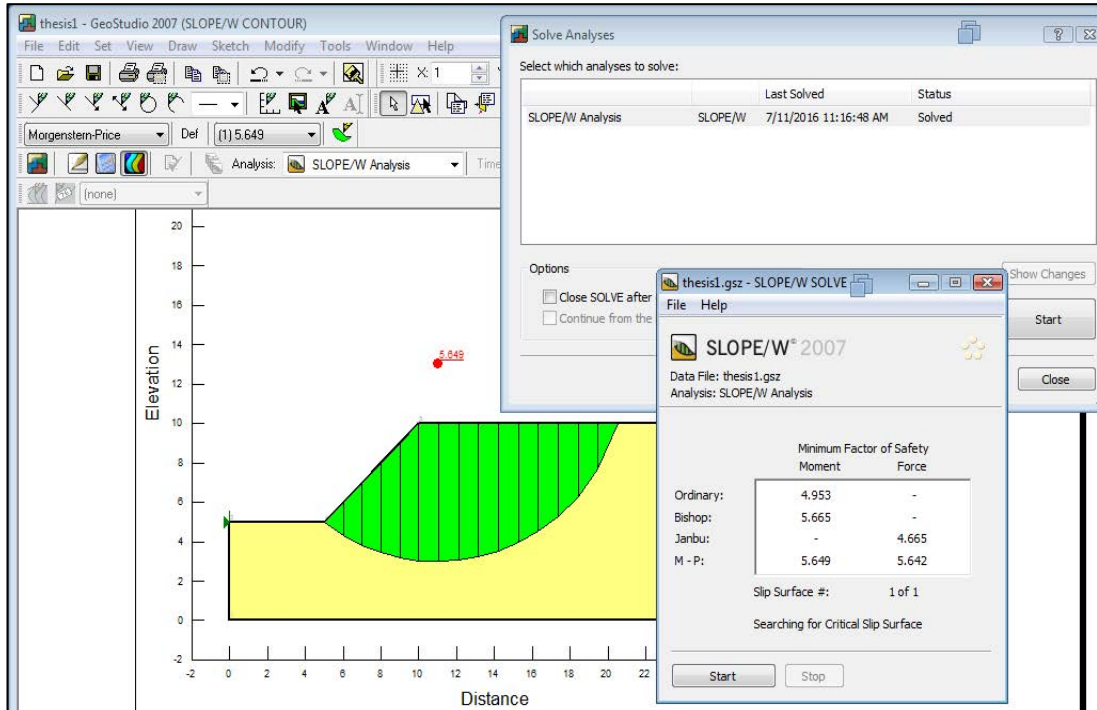 thesis1 - GeoStudio 2007 (SLOPE/W CONTOUR)
File Edit Set View Draw Sketch Modify Tools Window Help
1
Morgenstern-Price Def (1) 5.649
Analysis: SLOPE/W Analysis Time
(none)
20
18
16
14
12
10
8
6
4
2
0
-2
Elevation
5.649
-2 0 2 4 6 8 10 12 14 16 18 20 22
Distance
Solve Analyses
Select which analyses to solve:
Last Solved Status
SLOPE/W Analysis SLOPE/W 7/11/2016 11:16:48 AM Solved
Options
Close SOLVE after
Continue from the
Show Changes
Start
Close
thesis1.gsz - SLOPE/W SOLVE
File Help
SLOPE/W® 2007
Data File: thesis1.gsz
Analysis: SLOPE/W Analysis
Minimum Factor of Safety
Moment Force
Ordinary: 4.953 -
Bishop: 5.665 -
Janbu: - 4.665
M - P: 5.649 5.642
Slip Surface #: 1 of 1
Searching for Critical Slip Surface
Start Stop